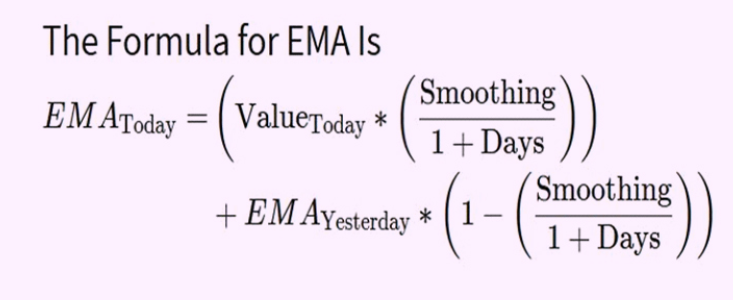 The Formula for EMA Is
EMA_Today = (Value_Today * (Smoothing / 1 + Days))
+ EMA_Yesterday * (1 − (Smoothing / 1 + Days))